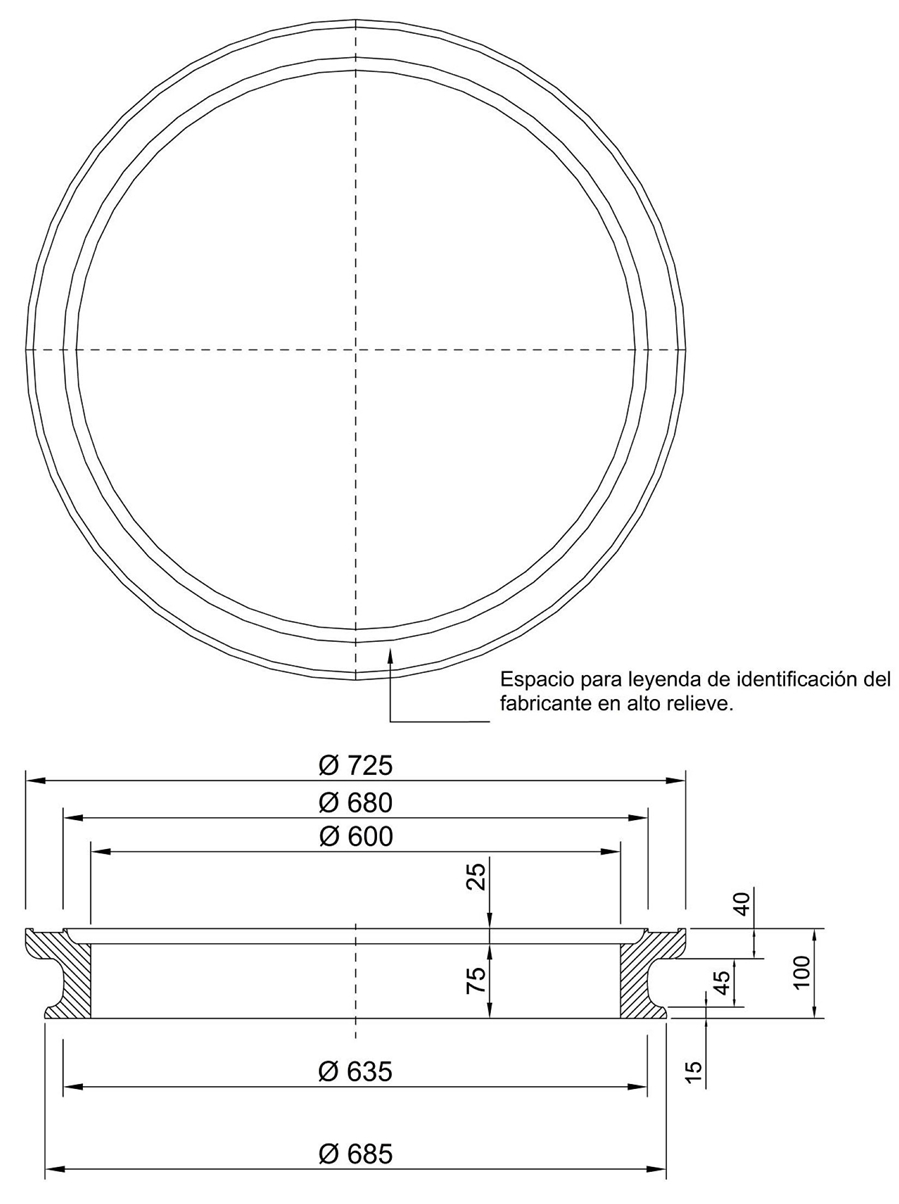 Espacio para leyenda de identificación del
fabricante en alto relieve.
Ø 725
Ø 680
Ø 600
25
40
75
45
100
15
Ø 635
Ø 685